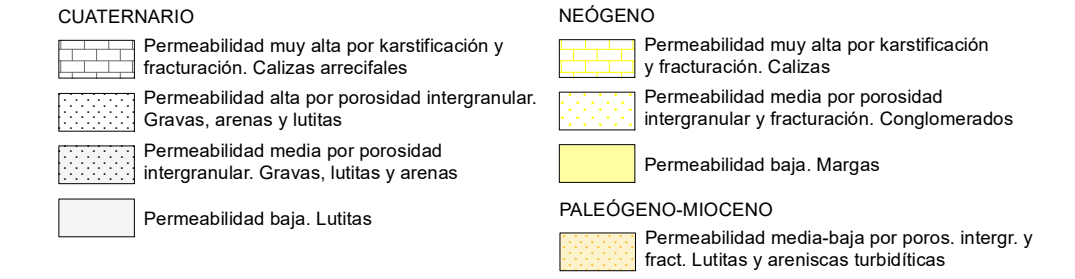 CUATERNARIO
Permeabilidad muy alta por karstificación y
fracturación. Calizas arrecifales
Permeabilidad alta por porosidad intergranular.
Gravas, arenas y lutitas
Permeabilidad media por porosidad
intergranular. Gravas, lutitas y arenas
Permeabilidad baja. Lutitas
NEÓGENO
Permeabilidad muy alta por karstificación
y fracturación. Calizas
Permeabilidad media por porosidad
intergranular y fracturación. Conglomerados
Permeabilidad baja. Margas
PALEÓGENO-MIOCENO
Permeabilidad media-baja por poros. intergr. y
fract. Lutitas y areniscas turbidíticas